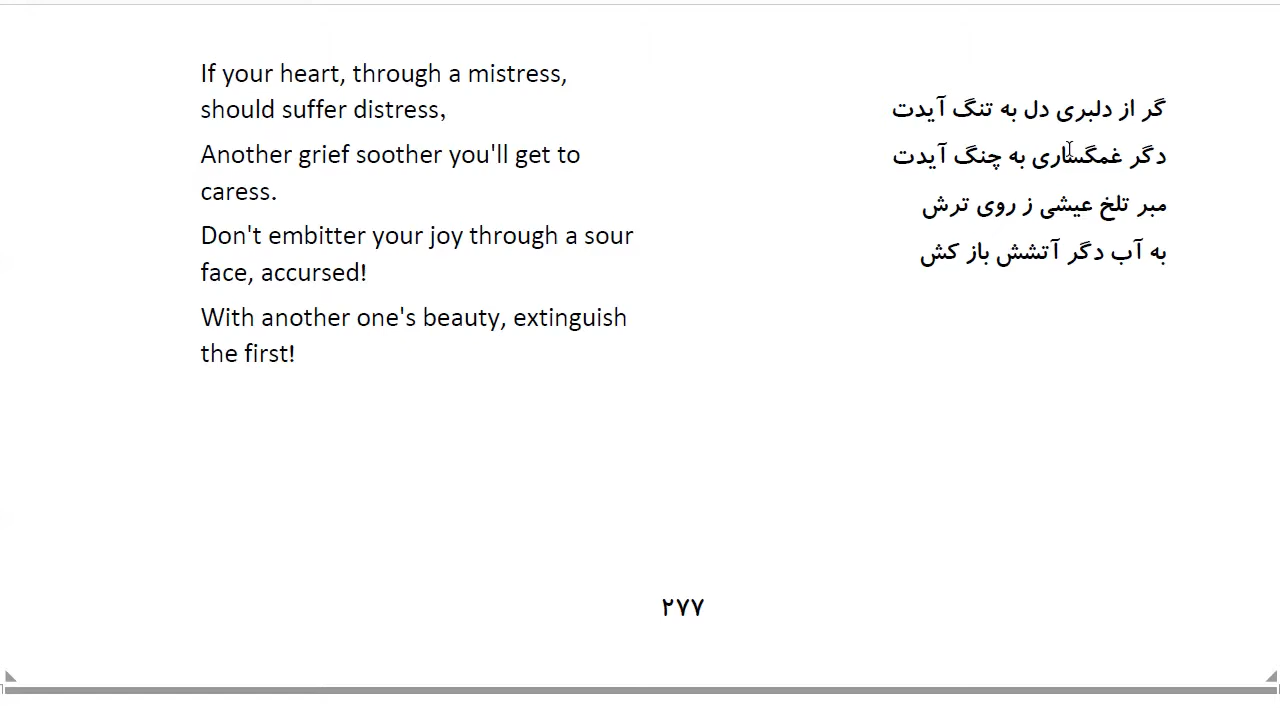 If your heart, through a mistress,
should suffer distress,
Another grief soother you'll get to
caress.
Don't embitter your joy through a sour
face, accursed!
With another one's beauty, extinguish
the first!
گر از دلبری دل به تنگ آیدت
دگر غمگساری به چنگ آیدت
مبر تلخ عیشی ز روی ترش
به آب دگر آتشش باز کش
۲۷۷